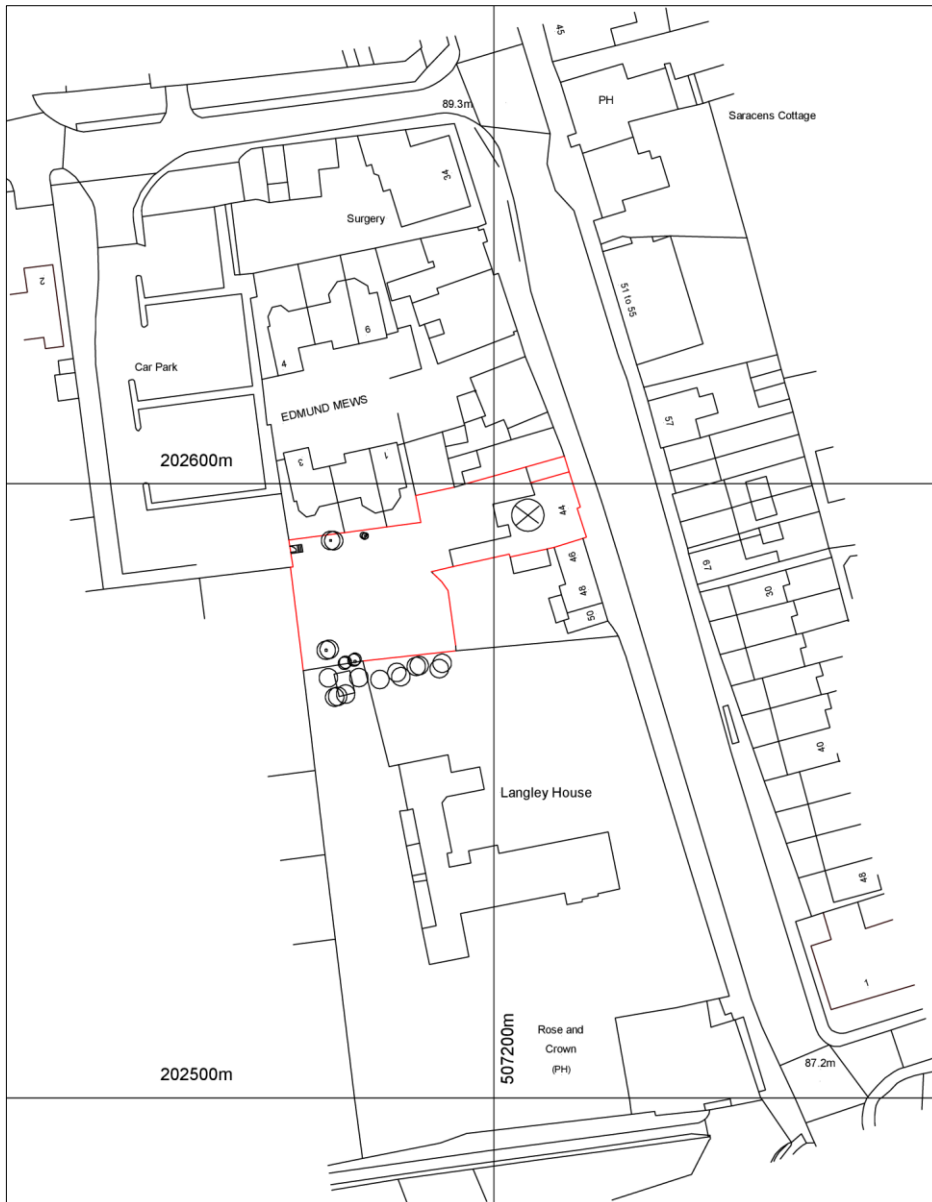 45
PH
89.3m
Saracens Cottage
34
Surgery
2
51 to 55
6
4
Car Park
EDMUND MEWS
57
3
1
202600m
44
46
67
30
48
50
40
Langley House
48
1
Rose and
Crown
(PH)
507200m
87.2m
202500m